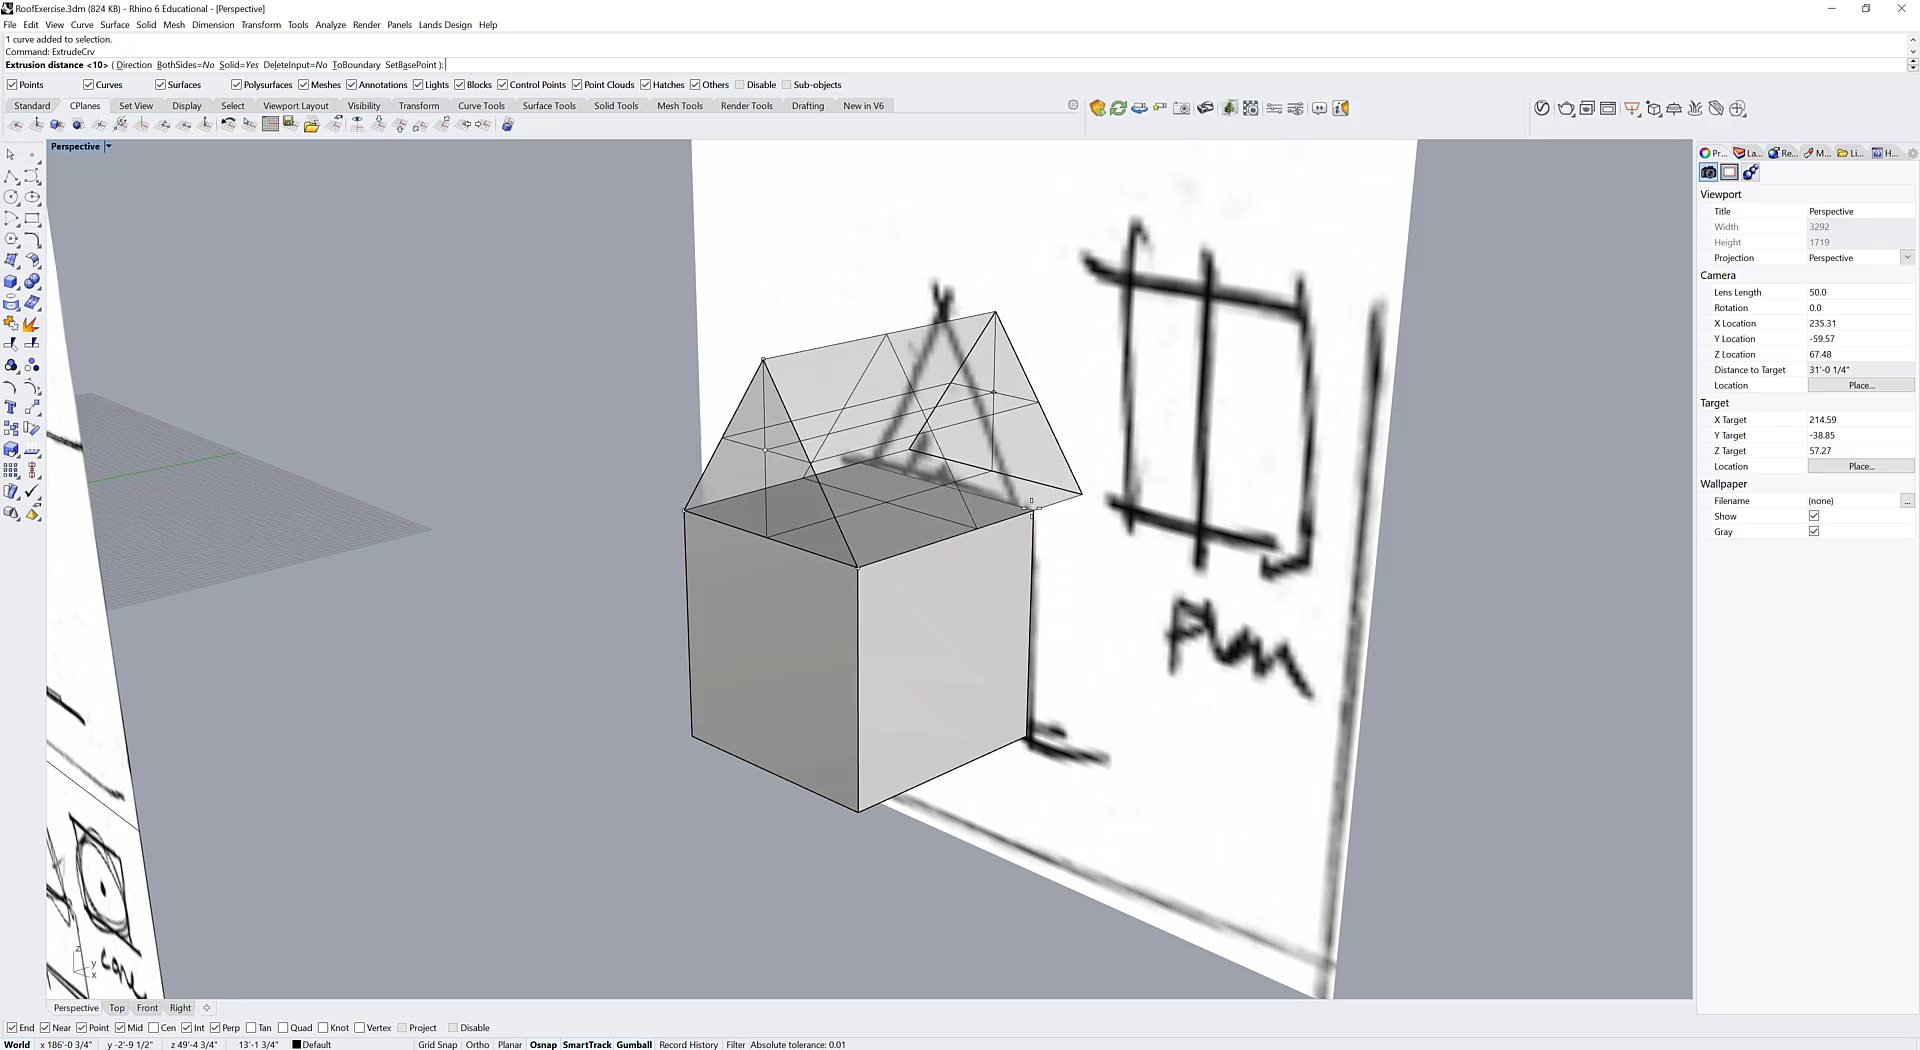 RoofExercise.3dm (824 KB) - Rhino 6 Educational - [Perspective]
File Edit View Curve Surface Solid Mesh Dimension Transform Tools Analyze Render Panels Lands Design Help
1 curve added to selection.
Command: ExtrudeCrv
Extrusion distance <10> ( Direction BothSides=No Solid=Yes DeleteInput=No ToBoundary SetBasePoint ):
Points Curves Surfaces Polysurfaces Meshes Annotations Lights Blocks Control Points Point Clouds Hatches Others Disable Sub-objects
Standard CPlanes Set View Display Select Viewport Layout Visibility Transform Curve Tools Surface Tools Solid Tools Mesh Tools Render Tools Drafting New in V6
Perspective
Pr... La... Re... M... Li... H...
Viewport
Title Perspective
Width 3292
Height 1719
Projection Perspective
Camera
Lens Length 50.0
Rotation 0.0
X Location 235.31
Y Location -59.57
Z Location 67.48
Distance to Target 31'-0 1/4"
Location Place...
Target
X Target 214.59
Y Target -38.85
Z Target 57.27
Location Place...
Wallpaper
Filename (none) ...
Show
Gray
Plan
z
y
x
Perspective Top Front Right
End Near Point Mid Cen Int Perp Tan Quad Knot Vertex Project Disable
World x 186'-0 3/4" y -2'-9 1/2" z 49'-4 3/4" 13'-1 3/4" Default Grid Snap Ortho Planar Osnap SmartTrack Gumball Record History Filter Absolute tolerance: 0.01